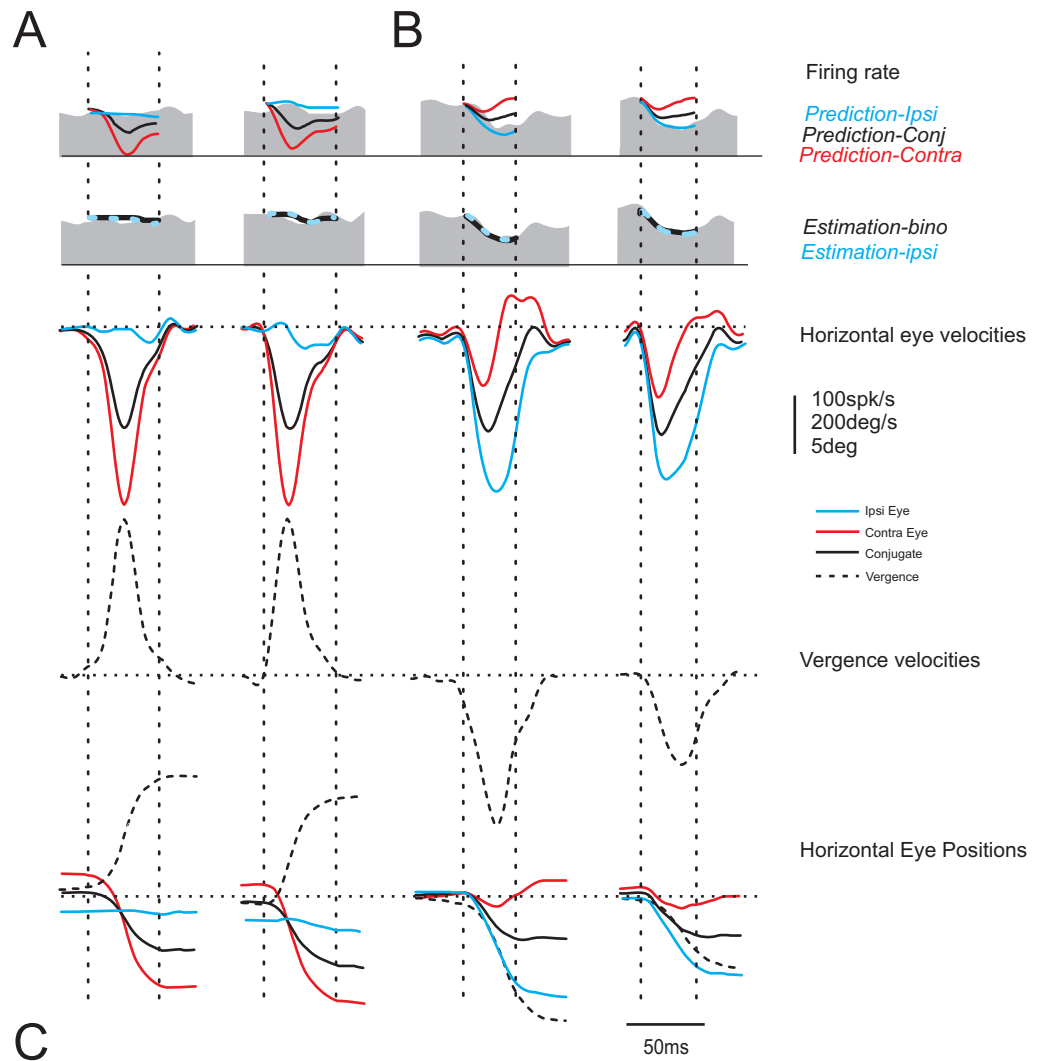 A
B
Firing rate
Prediction-Ipsi
Prediction-Conj
Prediction-Contra
Estimation-bino
Estimation-ipsi
Horizontal eye velocities
100spk/s
200deg/s
5deg
Ipsi Eye
Contra Eye
Conjugate
Vergence
Vergence velocities
Horizontal Eye Positions
C
50ms